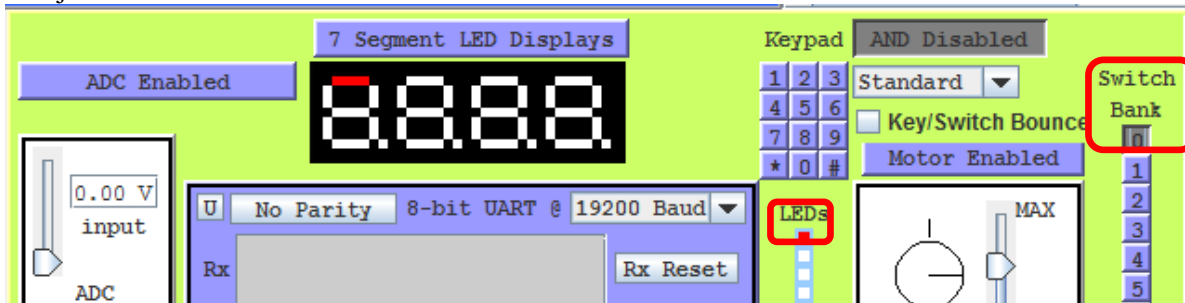 7 Segment LED Displays
Keypad
AND Disabled
ADC Enabled
1 2 3
Standard
Switch
4 5 6
Key/Switch Bounce
Bank
7 8 9
0
* 0 #
Motor Enabled
1
0.00 V
input
U
No Parity
8-bit UART @
19200 Baud
LEDs
MAX
2
3
Rx
Rx Reset
4
ADC
5